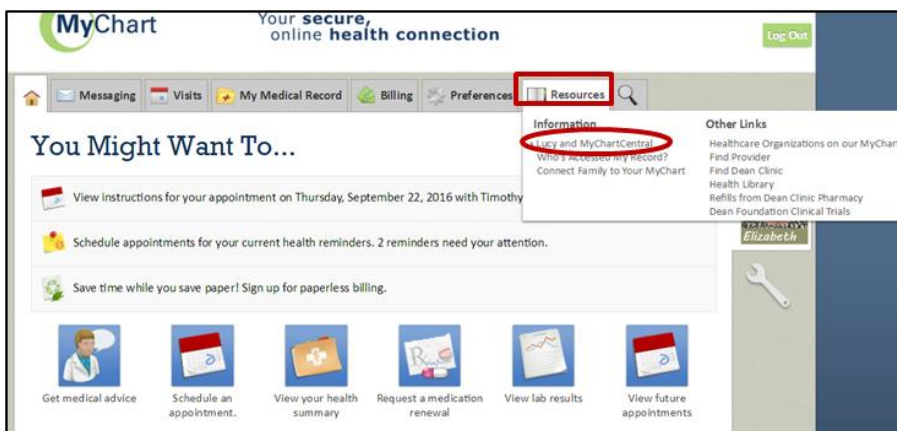 MyChart
Your secure,
online health connection
Log Out
Messaging
Visits
My Medical Record
Billing
Preferences
Resources
Information
Lucy and MyChartCentral
Who's Accessed My Record?
Connect Family to Your MyChart
Other Links
Healthcare Organizations on our MyChar
Find Provider
Find Dean Clinic
Health Library
Refills from Dean Clinic Pharmacy
Dean Foundation Clinical Trials
You Might Want To...
View instructions for your appointment on Thursday, September 22, 2016 with Timothy
Elizabeth
Schedule appointments for your current health reminders. 2 reminders need your attention.
Save time while you save paper! Sign up for paperless billing.
Get medical advice
Schedule an
appointment.
View your health
summary
Request a medication
renewal
View lab results
View future
appointments